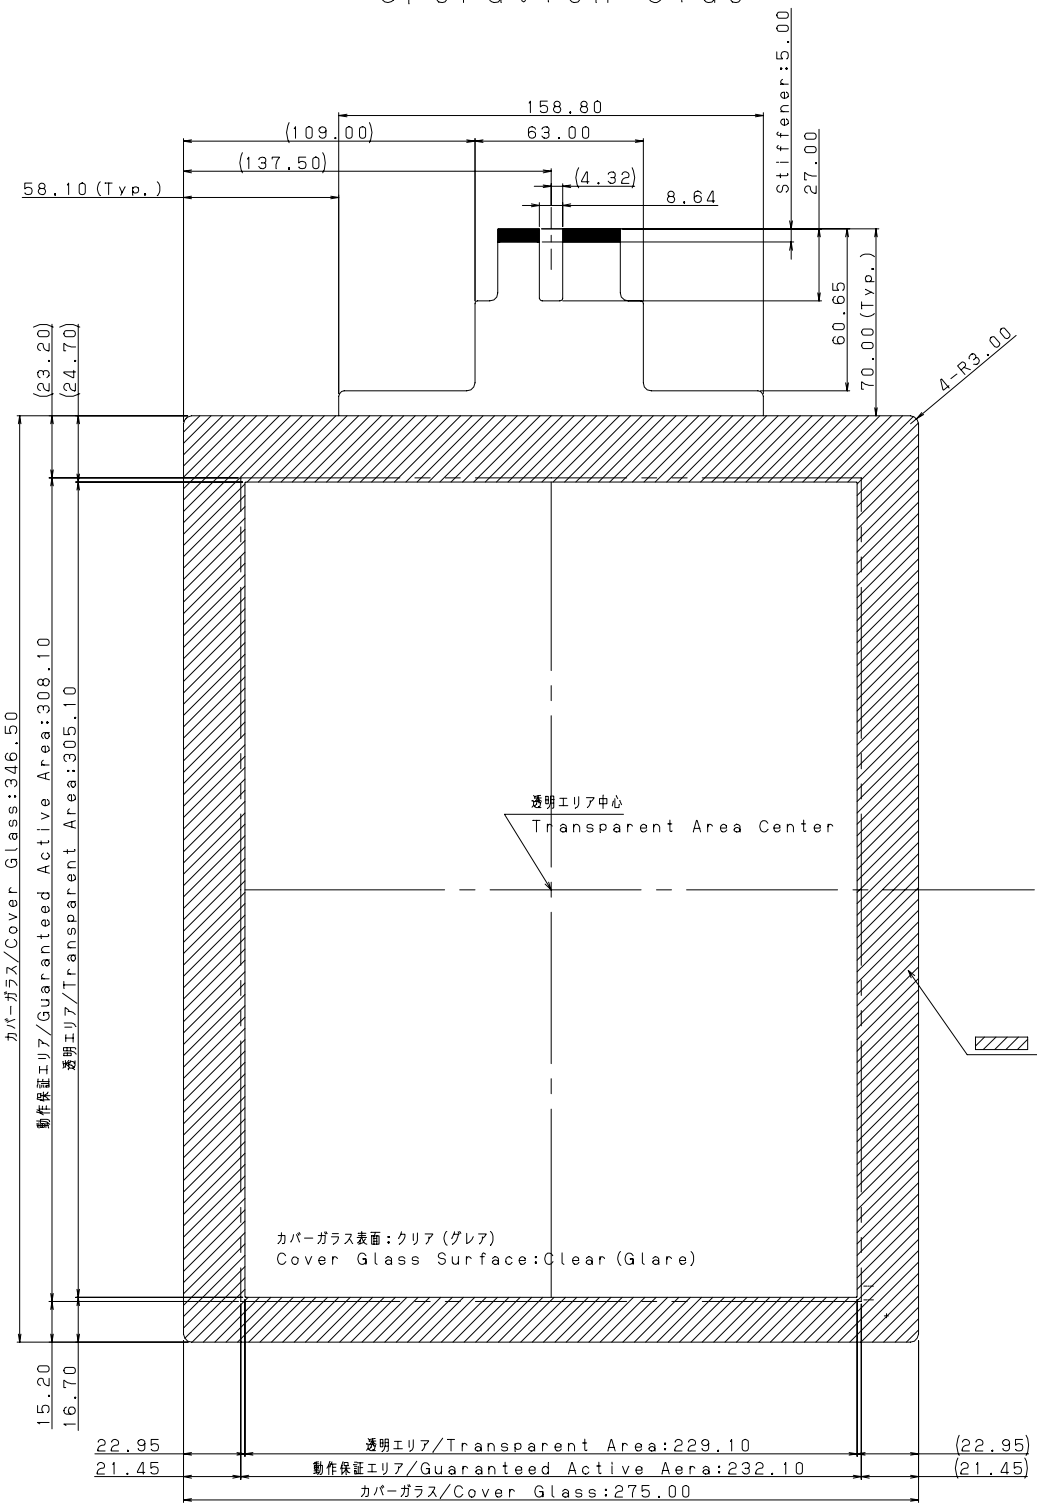 158.80
(109.00)
63.00
(137.50)
(4.32)
58.10(Typ.)
8.64
Stiffener:5.00
27.00
60.65
70.00(Typ.)
4-R3.00
(23.20)
(24.70)
カバーガラス/Cover Glass:346.50
動作保証エリア/Guaranteed Active Area:308.10
透明エリア/Transparent Area:305.10
透明エリア中心
Transparent Area Center
カバーガラス表面:クリア(グレア)
Cover Glass Surface:Clear(Glare)
15.20
16.70
22.95
透明エリア/Transparent Area:229.10
(22.95)
21.45
動作保証エリア/Guaranteed Active Aera:232.10
(21.45)
カバーガラス/Cover Glass:275.00